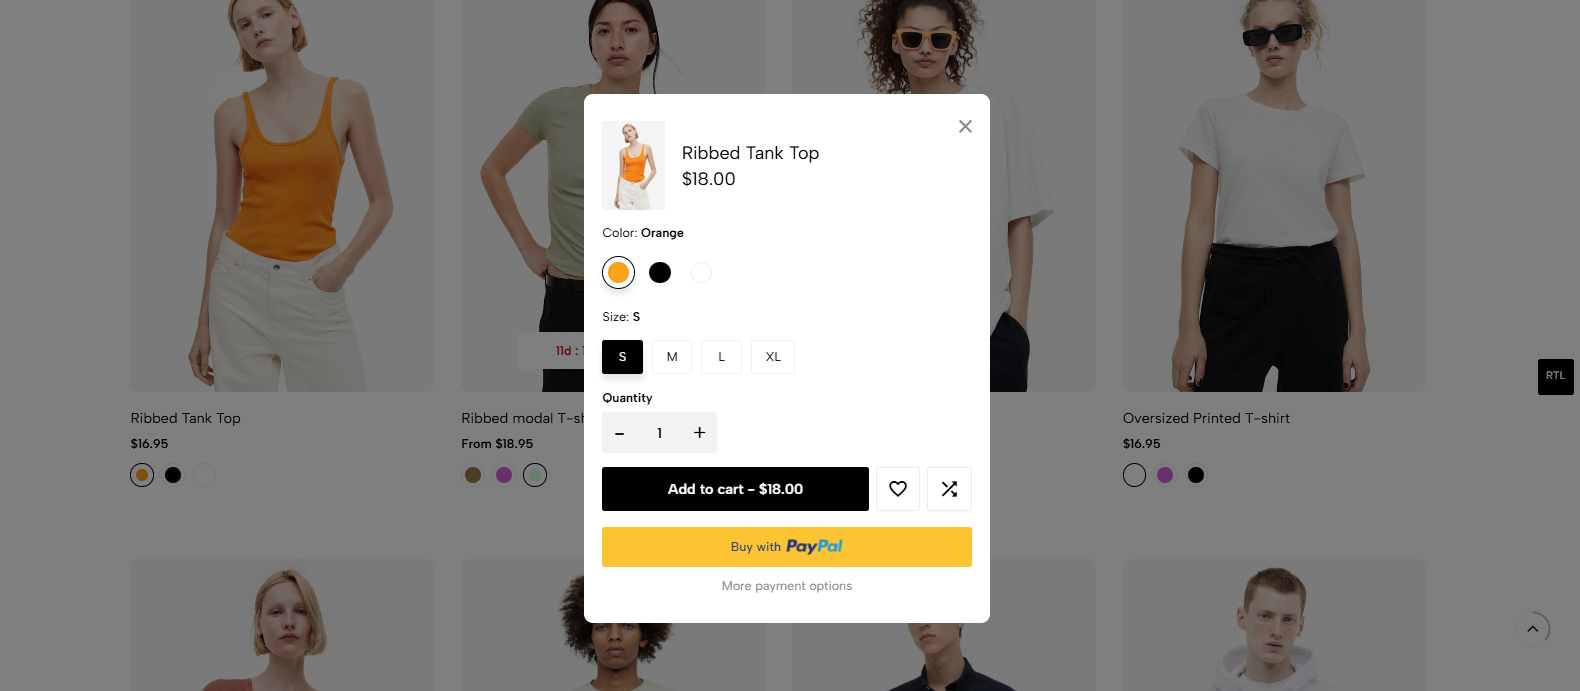 Ribbed Tank Top
$18.00
Color: Orange
Size: S
S
M
L
XL
Quantity
- 1 +
Add to cart - $18.00
Buy with PayPal
More payment options
11d :
RTL
Ribbed Tank Top
$16.95
Ribbed modal T-sh
From $18.95
Oversized Printed T-shirt
$16.95